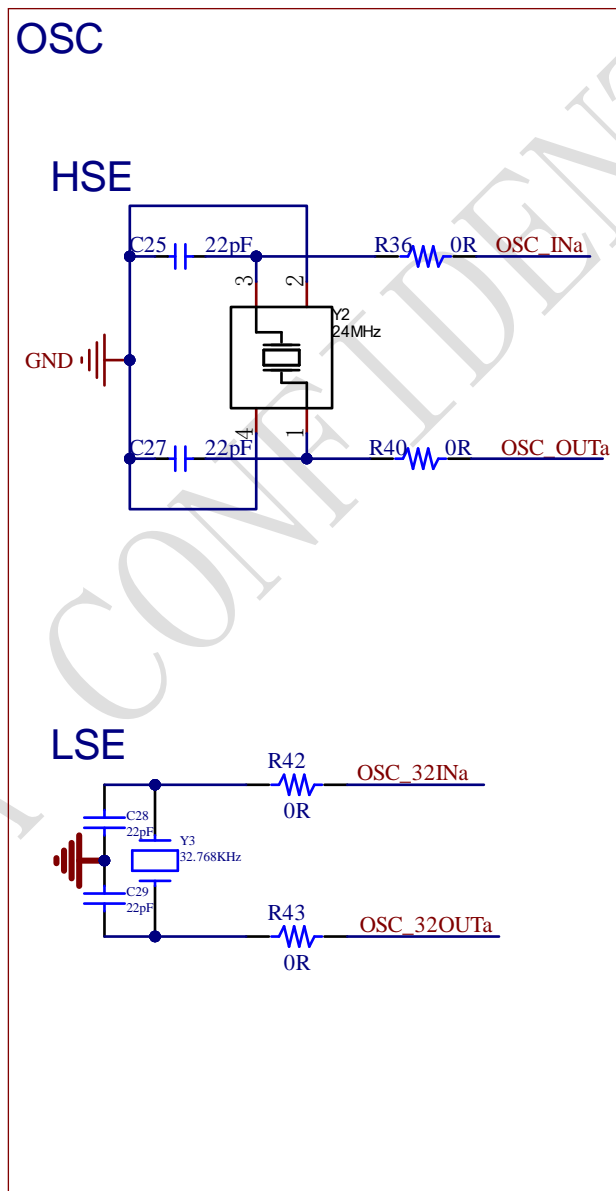 OSC
HSE
C25 22pF R36 0R OSC_INa
3 2
Y2
24MHz
GND
4 1
C27 22pF R40 0R OSC_OUTa
CONFIDENT
LSE
R42 OSC_32INa
0R
C28
22pF
Y3
32.768KHz
C29
22pF
R43 OSC_32OUTa
0R